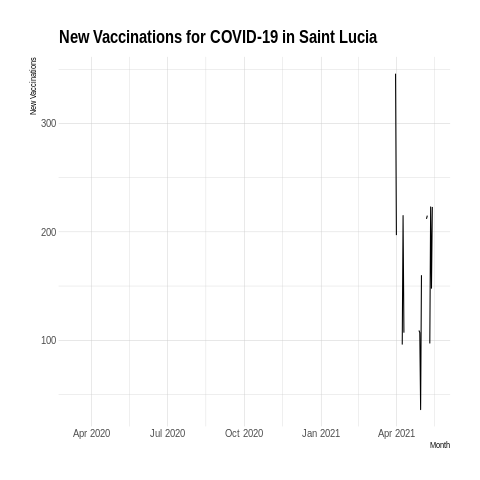 New Vaccinations for COVID-19 in Saint Lucia
New Vaccinations
300
200
100
Apr 2020 Jul 2020 Oct 2020 Jan 2021 Apr 2021
Month